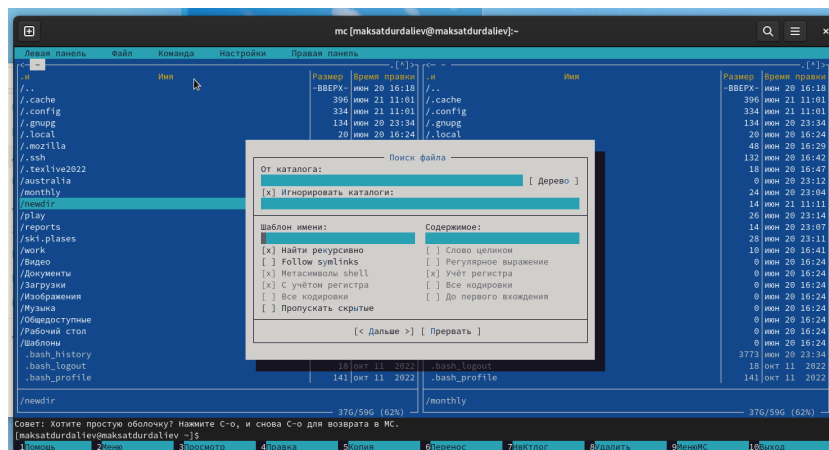 mc [maksatdurdaliev@maksatdurdaliev]:~
Левая панель Файл Команда Настройки Правая панель
<— ~ .[^]> <— ~ .[^]>
.и Имя Размер Время правки .и Имя Размер Время правки
/.. -ВВЕРХ- июн 20 16:18 /.. -ВВЕРХ- июн 20 16:18
/.cache 396 июн 21 11:01 /.cache 396 июн 21 11:01
/.config 334 июн 21 11:01 /.config 334 июн 21 11:01
/.gnupg 134 июн 20 23:34 /.gnupg 134 июн 20 23:34
/.local 20 июн 20 16:24 /.local 20 июн 20 16:24
/.mozilla 48 июн 20 16:29
/.ssh 132 июн 20 16:42
/.texlive2022 18 июн 20 16:47
/australia 0 июн 20 23:12
/monthly 24 июн 20 23:04
/newdir 14 июн 21 11:11
/play 26 июн 20 23:14
/reports 14 июн 20 23:07
/ski.plases 28 июн 20 23:11
/work 10 июн 20 16:41
/Видео 0 июн 20 16:24
/Документы 0 июн 20 16:24
/Загрузки 0 июн 20 16:24
/Изображения 0 июн 20 16:24
/Музыка 0 июн 20 16:24
/Общедоступные 0 июн 20 16:24
/Рабочий стол 0 июн 20 16:24
/Шаблоны 0 июн 20 16:24
.bash_history 3773 июн 20 23:34
.bash_logout 18 окт 11 2022 .bash_logout 18 окт 11 2022
.bash_profile 141 окт 11 2022 .bash_profile 141 окт 11 2022
/newdir /monthly
37G/59G (62%) 37G/59G (62%)
Поиск файла
От каталога:
[ Дерево ]
[x] Игнорировать каталоги:
Шаблон имени: Содержимое:
[x] Найти рекурсивно [ ] Слово целиком
[ ] Follow symlinks [ ] Регулярное выражение
[x] Метасимволы shell [x] Учёт регистра
[x] С учётом регистра [ ] Все кодировки
[ ] Все кодировки [ ] До первого вхождения
[ ] Пропускать скрытые
[< Дальше >] [ Прервать ]
Совет: Хотите простую оболочку? Нажмите C-o, и снова C-o для возврата в MC.
[maksatdurdaliev@maksatdurdaliev ~]$
1Помощь 2Меню 3Просмотр 4Правка 5Копия 6Перенос 7НвКтлог 8Удалить 9МенюMC 10Выход